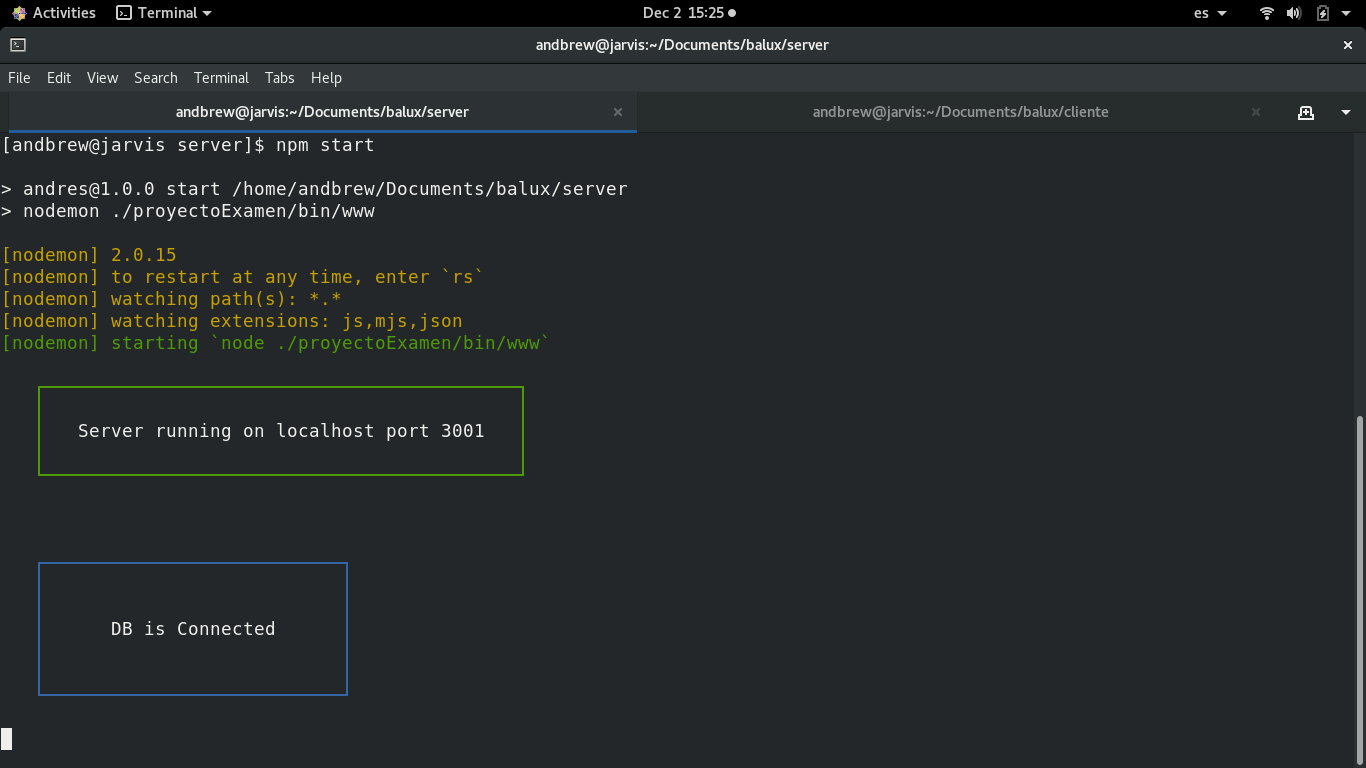 Activities Terminal Dec 2 15:25 es
andbrew@jarvis:~/Documents/balux/server
File Edit View Search Terminal Tabs Help
andbrew@jarvis:~/Documents/balux/server andbrew@jarvis:~/Documents/balux/cliente
[andbrew@jarvis server]$ npm start
> andres@1.0.0 start /home/andbrew/Documents/balux/server
> nodemon ./proyectoExamen/bin/www
[nodemon] 2.0.15
[nodemon] to restart at any time, enter `rs`
[nodemon] watching path(s): *.*
[nodemon] watching extensions: js,mjs,json
[nodemon] starting `node ./proyectoExamen/bin/www`
Server running on localhost port 3001
DB is Connected